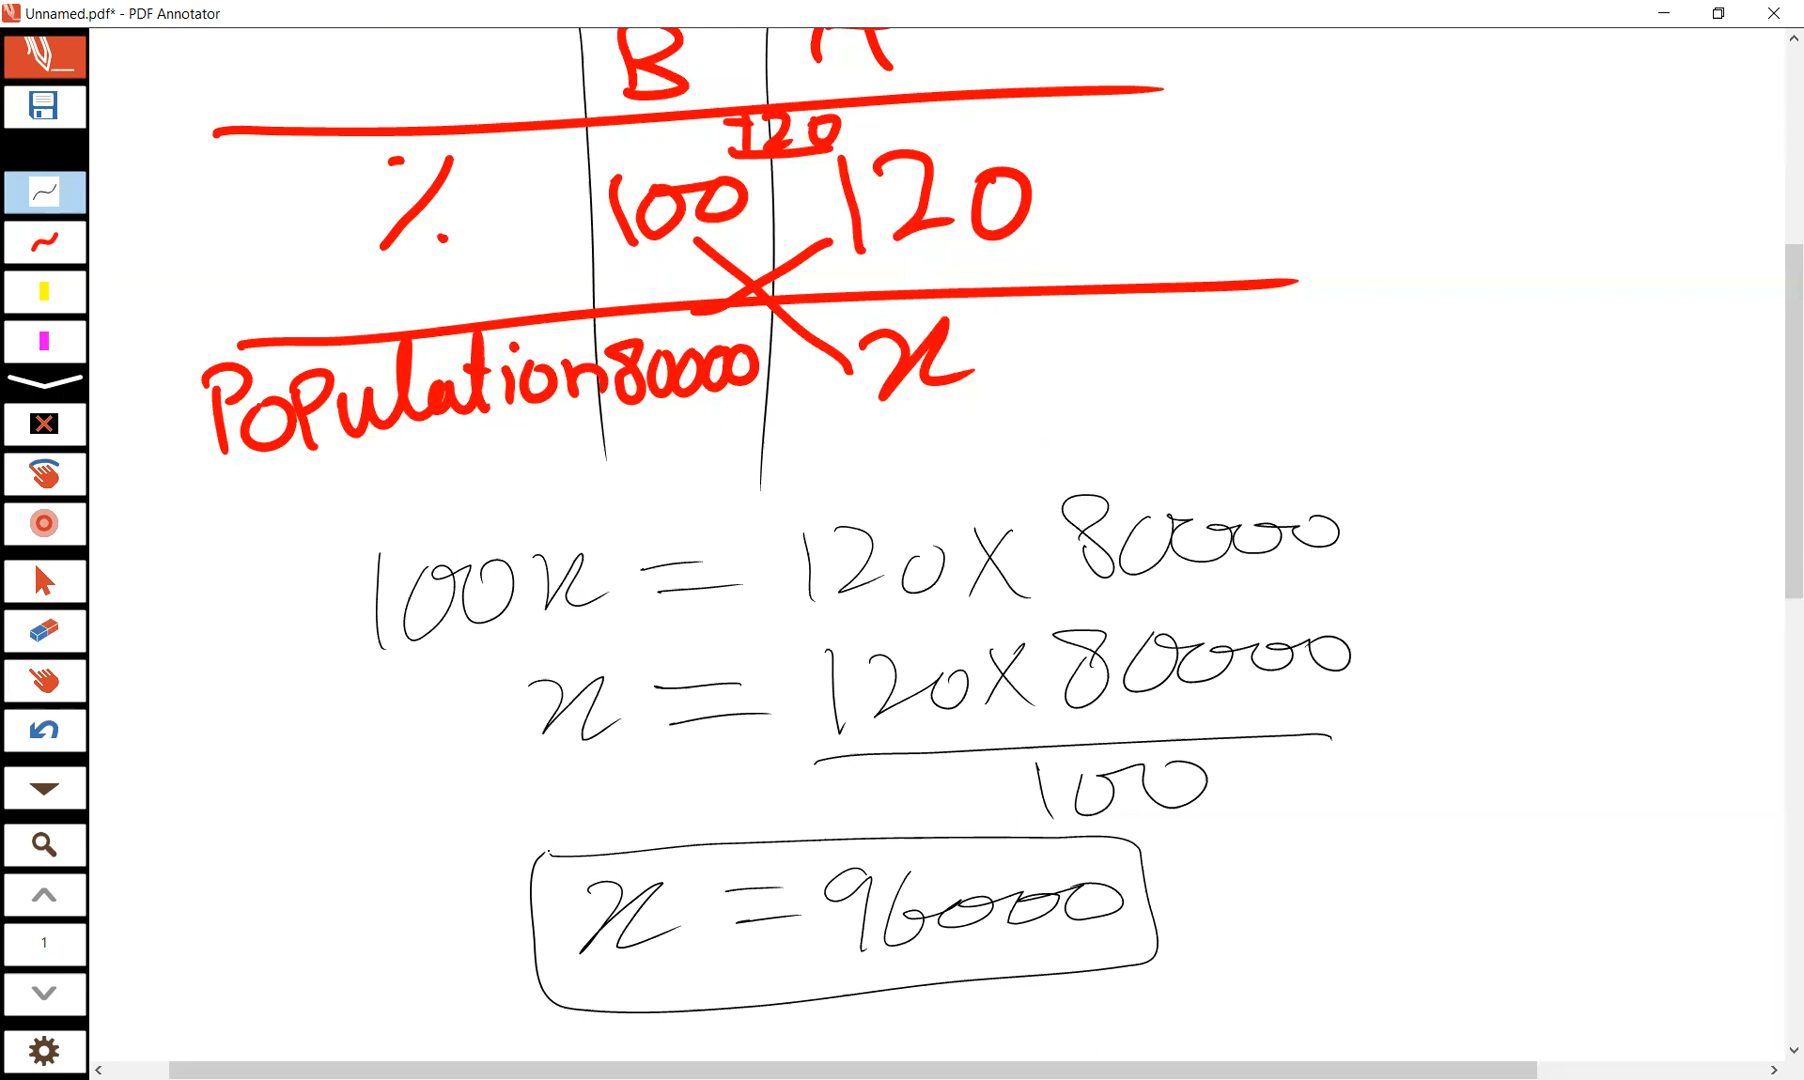 Unnamed.pdf* - PDF Annotator
B A
120
% 100 120
Population 80000 x
100x = 120 x 80000
x = 120 x 80000
100
x = 96000
1